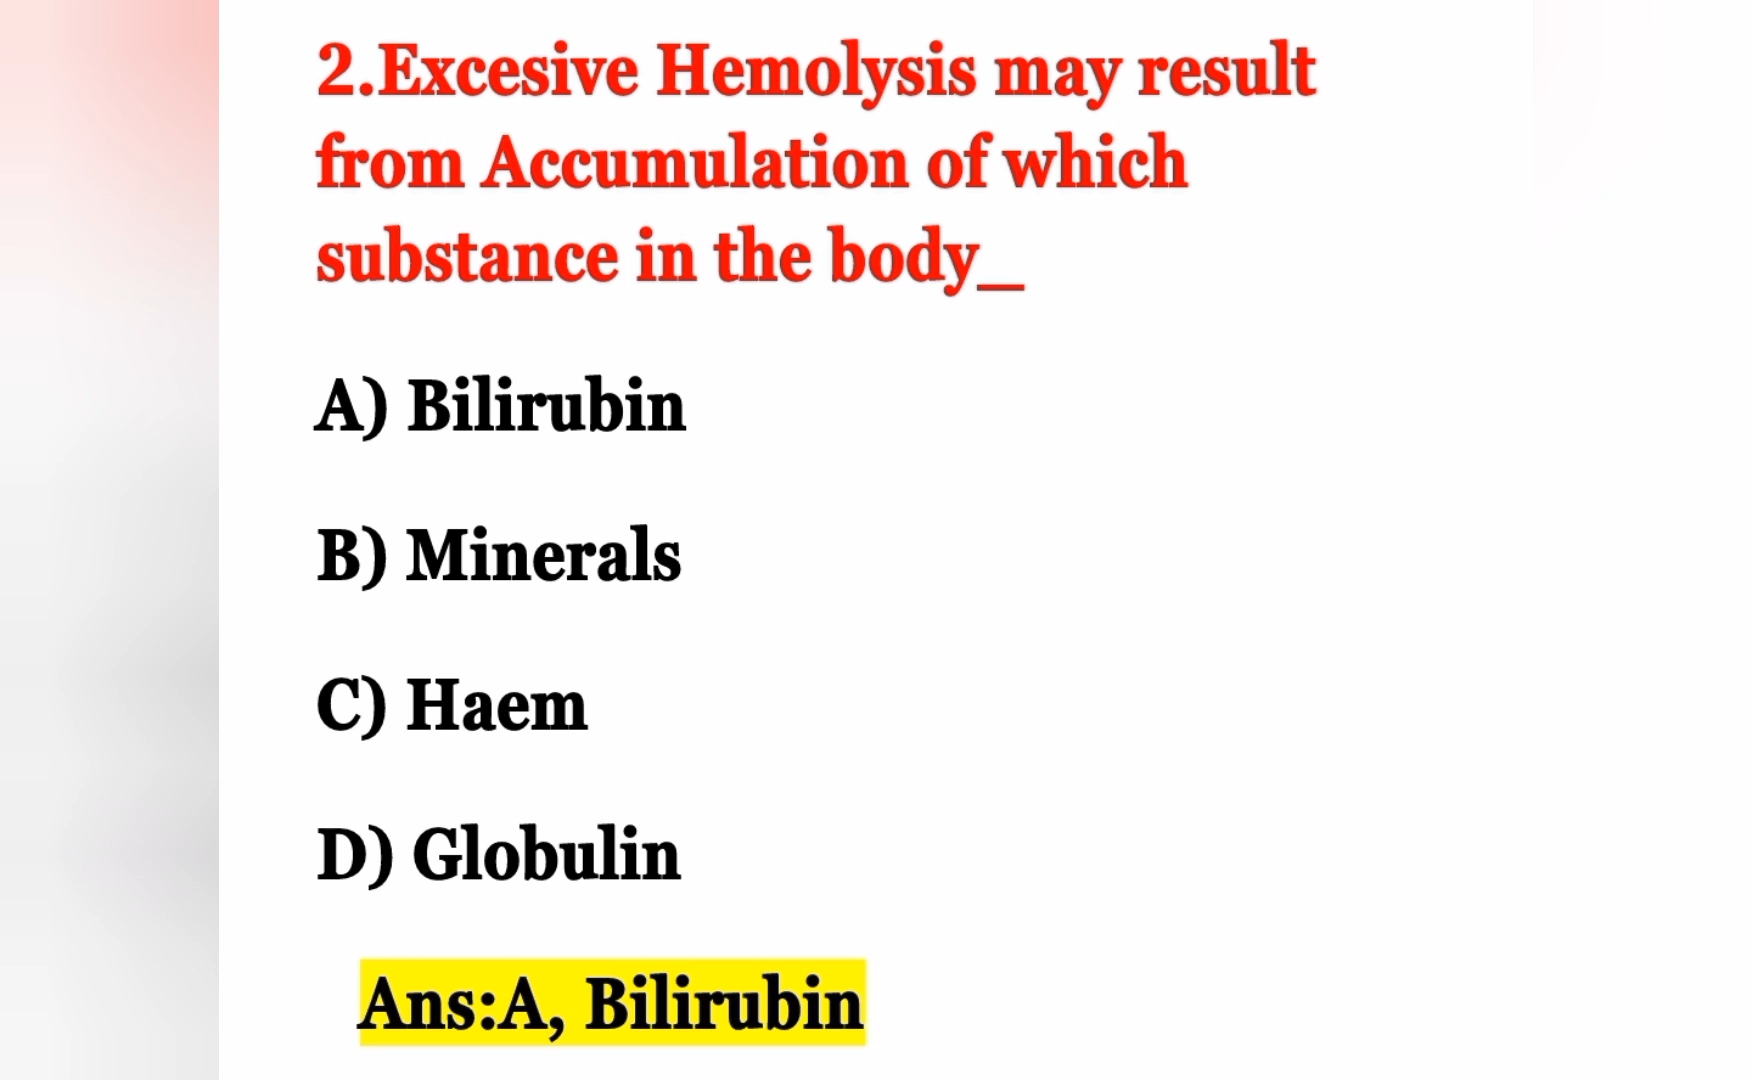 2.Excesive Hemolysis may result
from Accumulation of which
substance in the body_
A) Bilirubin
B) Minerals
C) Haem
D) Globulin
Ans:A, Bilirubin